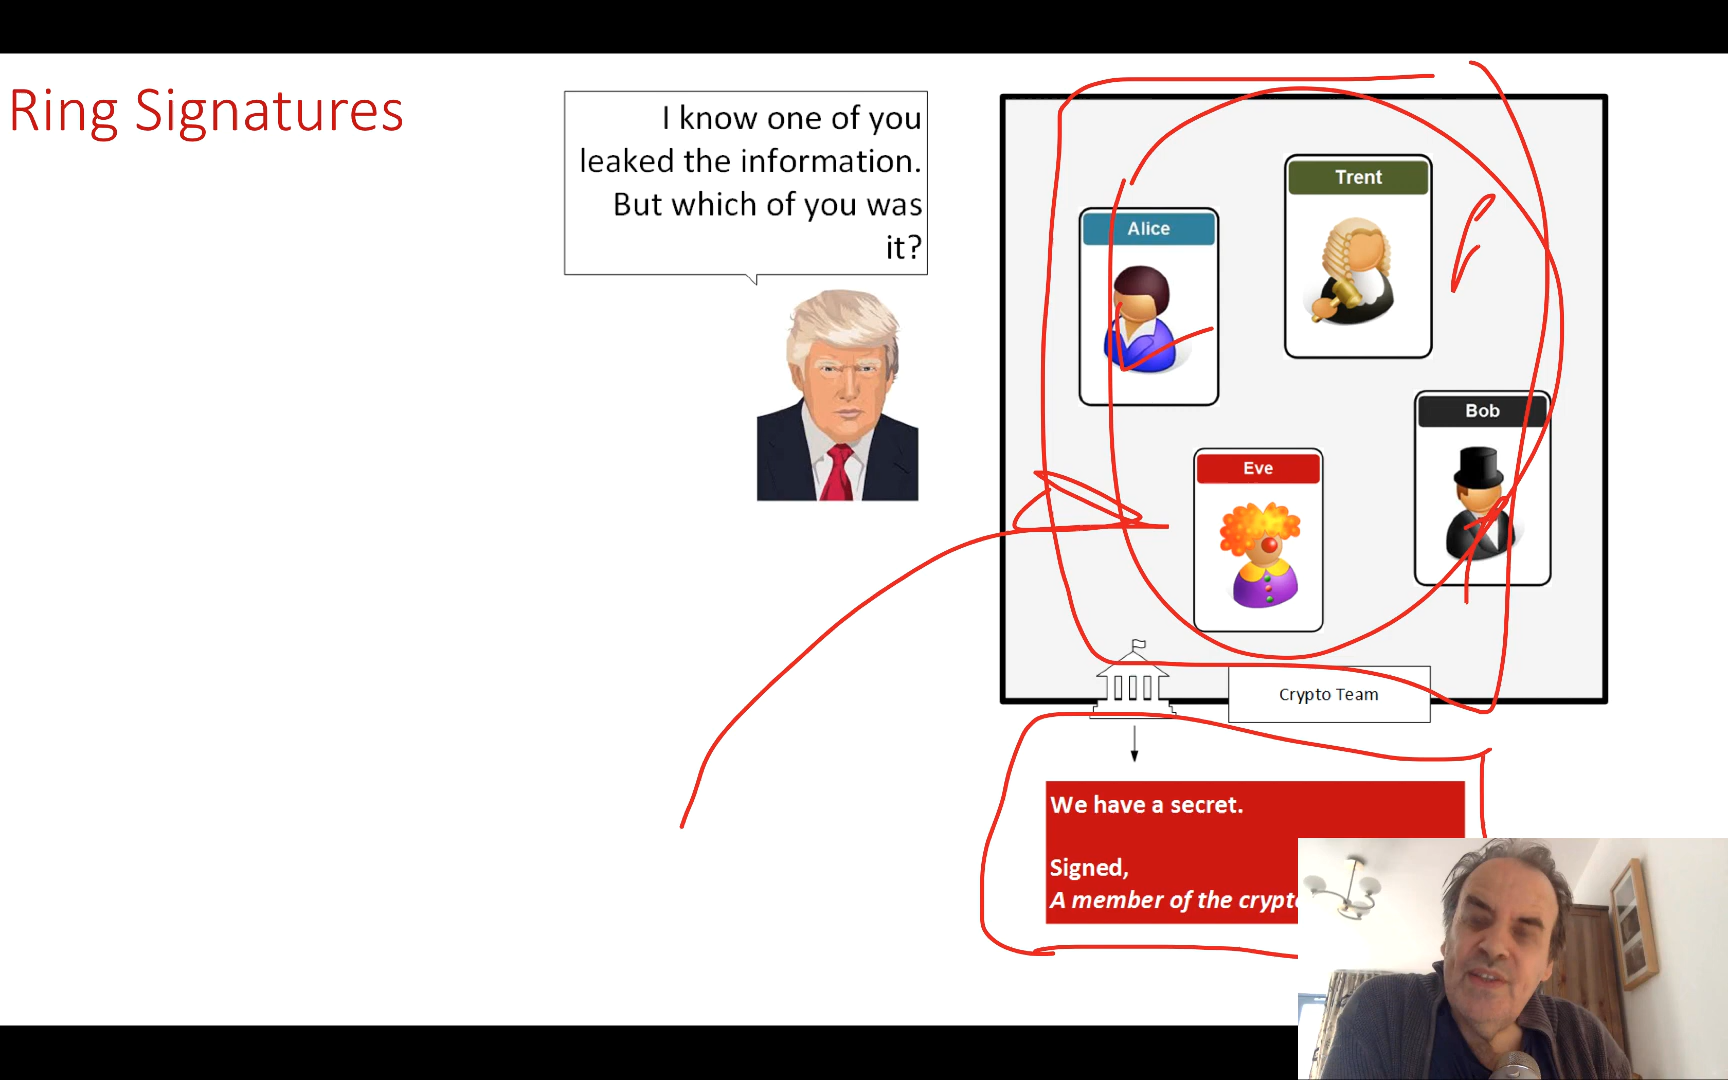 Ring Signatures
I know one of you
leaked the information.
But which of you was
it?
Trent
Alice
Bob
Eve
Crypto Team
We have a secret.
Signed,
A member of the